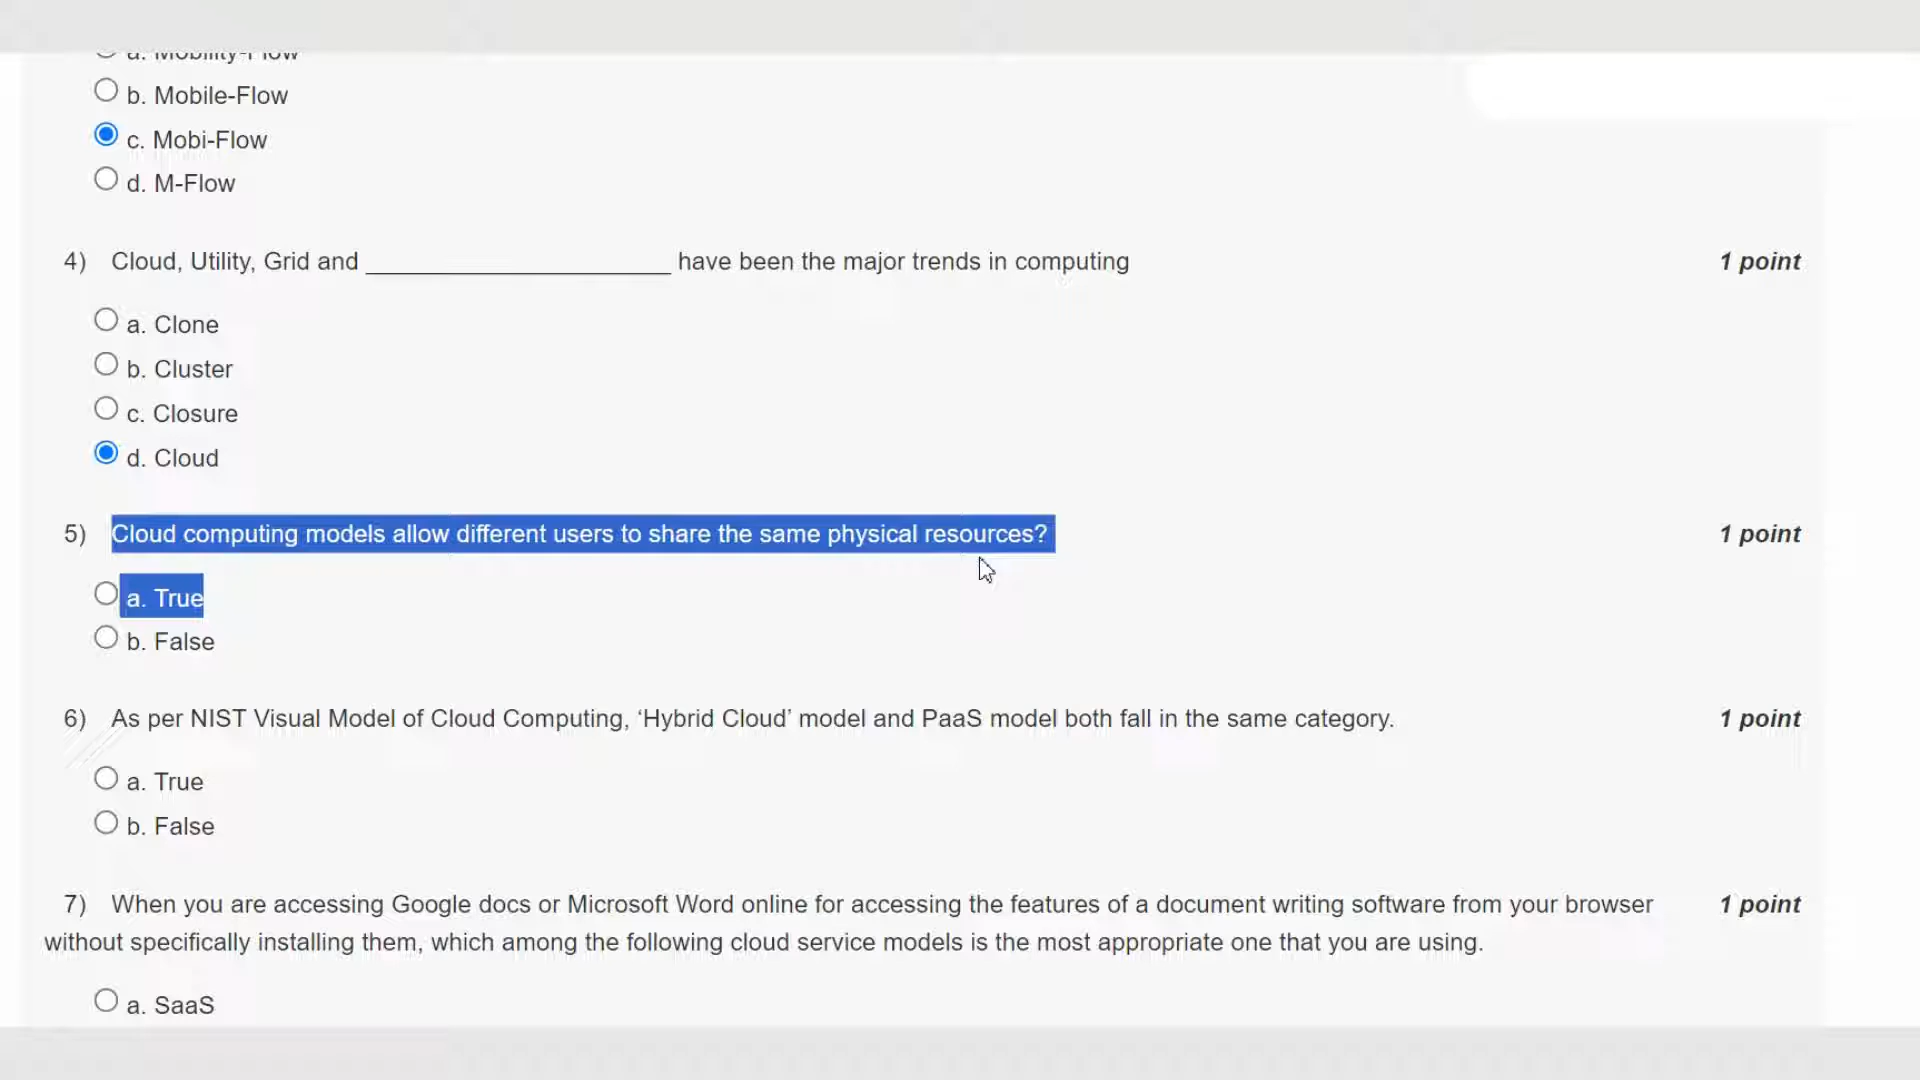 a. Mobility-Flow
b. Mobile-Flow
c. Mobi-Flow
d. M-Flow
4) Cloud, Utility, Grid and ______________________ have been the major trends in computing 1 point
a. Clone
b. Cluster
c. Closure
d. Cloud
5) Cloud computing models allow different users to share the same physical resources? 1 point
a. True
b. False
6) As per NIST Visual Model of Cloud Computing, ‘Hybrid Cloud’ model and PaaS model both fall in the same category. 1 point
a. True
b. False
7) When you are accessing Google docs or Microsoft Word online for accessing the features of a document writing software from your browser 1 point
without specifically installing them, which among the following cloud service models is the most appropriate one that you are using.
a. SaaS